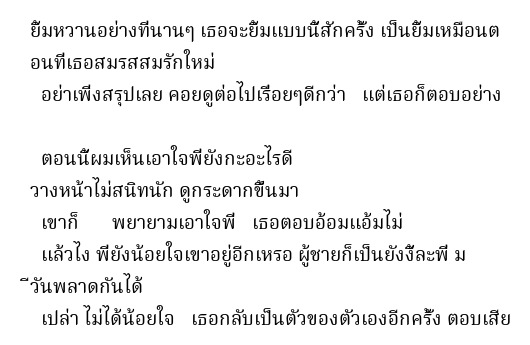 ยิ้มหวานอย่างที่นานๆ เธอจะยิ้มแบบนี้สักครั้ง เป็นยิ้มเหมือนต
อนที่เธอสมรสสมรักใหม่
อย่าเพิ่งสรุปเลย คอยดูต่อไปเรื่อยๆดีกว่า แต่เธอก็ตอบอย่าง
ตอนนี้ผมเห็นเอาใจพี่ยังกะอะไรดี
วางหน้าไม่สนิทนัก ดูกระดากขึ้นมา
เขาก็ พยายามเอาใจพี่ เธอตอบอ้อมแอ้มไม่
แล้วไง พี่ยังน้อยใจเขาอยู่อีกเหรอ ผู้ชายก็เป็นยังงี้ละพี่ ม
ีวันพลาดกันได้
เปล่า ไม่ได้น้อยใจ เธอกลับเป็นตัวของตัวเองอีกครั้ง ตอบเสีย